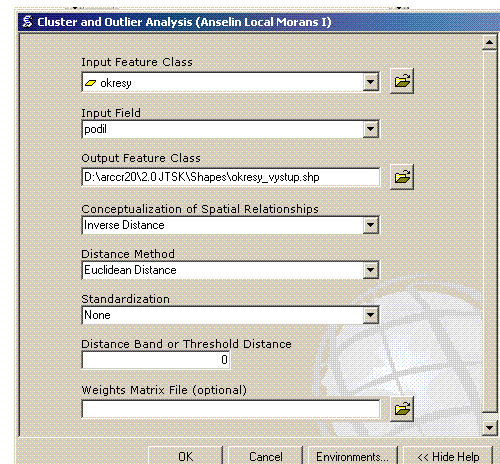 Cluster and Outlier Analysis (Anselin Local Morans I)
Input Feature Class
okresy
Input Field
podil
Output Feature Class
D:\arccr20\2.0 JTSK\Shapes\okresy_vystup.shp
Conceptualization of Spatial Relationships
Inverse Distance
Distance Method
Euclidean Distance
Standardization
None
Distance Band or Threshold Distance
0
Weights Matrix File (optional)
OK
Cancel
Environments...
<< Hide Help